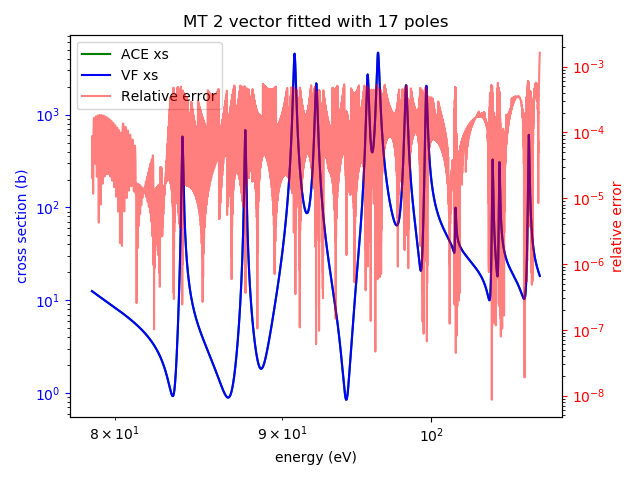 MT 2 vector fitted with 17 poles
ACE xs
VF xs
Relative error
cross section (b)
10³
10²
10¹
10⁰
relative error
10⁻³
10⁻⁴
10⁻⁵
10⁻⁶
10⁻⁷
10⁻⁸
8×10¹
9×10¹
10²
energy (eV)